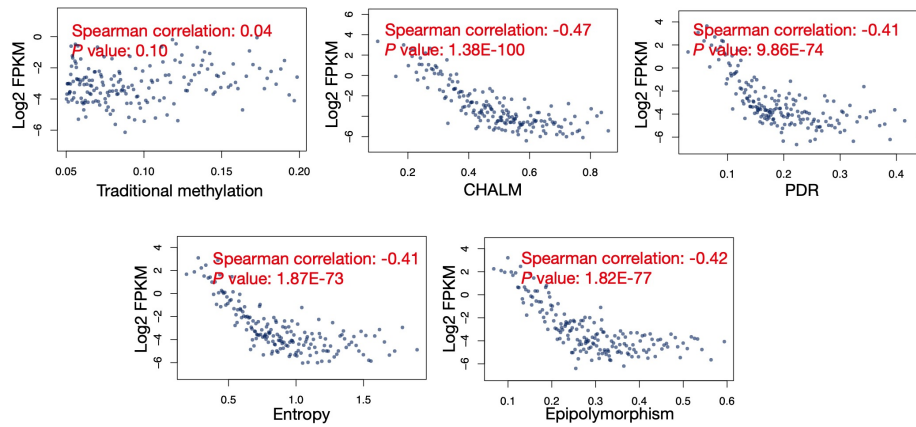 Spearman correlation: 0.04
P value: 0.10
Log2 FPKM
0
-2
-4
-6
0.05
0.10
0.15
0.20
Traditional methylation
Spearman correlation: -0.47
P value: 1.38E-100
Log2 FPKM
6
4
2
0
-2
-6
0.2
0.4
0.6
0.8
CHALM
Spearman correlation: -0.41
P value: 9.86E-74
Log2 FPKM
4
2
0
-2
-4
-6
0.1
0.2
0.3
0.4
PDR
Spearman correlation: -0.41
P value: 1.87E-73
Log2 FPKM
4
2
0
-2
-4
-6
0.5
1.0
1.5
Entropy
Spearman correlation: -0.42
P value: 1.82E-77
Log2 FPKM
4
2
0
-2
-4
-6
0.1
0.2
0.3
0.4
0.5
0.6
Epipolymorphism